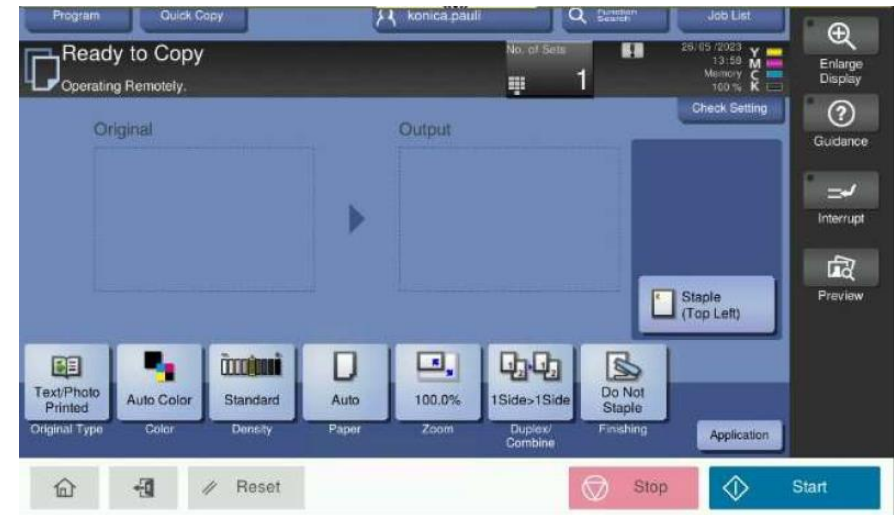 Program
Quick Copy
konica.pauli
Function
Search
Job List
Ready to Copy
Operating Remotely.
No. of Sets
1
26/05/2023
13:58
Memory
100 %
Y
M
C
K
Check Setting
Enlarge
Display
Guidance
Interrupt
Preview
Original
Output
Staple
(Top Left)
Text/Photo
Printed
Auto Color
Standard
Auto
100.0%
1Side>1Side
Do Not
Staple
Original Type
Color
Density
Paper
Zoom
Duplex/
Combine
Finishing
Application
Reset
Stop
Start